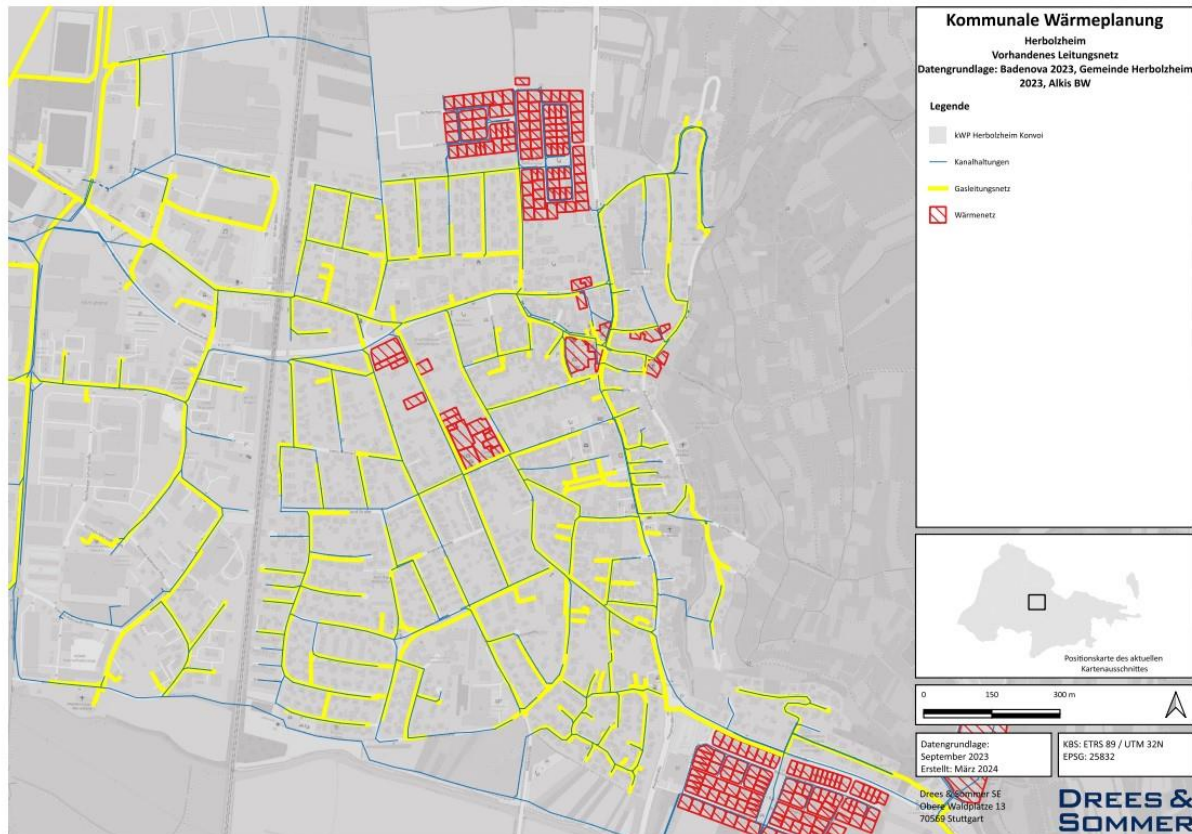 Kommunale Wärmeplanung
Herbolzheim
Vorhandenes Leitungsnetz
Datengrundlage: Badenova 2023, Gemeinde Herbolzheim
2023, Alkis BW
Legende
kWP Herbolzheim Konvoi
Kanalhaltungen
Gasleitungsnetz
Wärmenetz
Positionskarte des aktuellen
Kartenausschnittes
0 150 300 m
Datengrundlage:
September 2023
Erstellt: März 2024
KBS: ETRS 89 / UTM 32N
EPSG: 25832
Drees & Sommer SE
Obere Waldplätze 13
70569 Stuttgart
DREES &
SOMMER